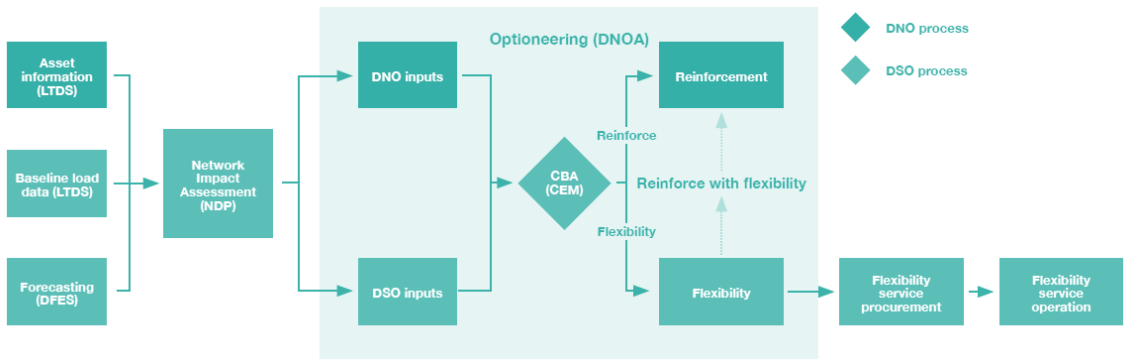 Optioneering (DNOA)
DNO process
DSO process
Asset
information
(LTDS)
Baseline load
data (LTDS)
Forecasting
(DFES)
Network
Impact
Assessment
(NDP)
DNO inputs
DSO inputs
CBA
(CEM)
Reinforce
Flexibility
Reinforcement
Reinforce with flexibility
Flexibility
Flexibility
service
procurement
Flexibility
service
operation